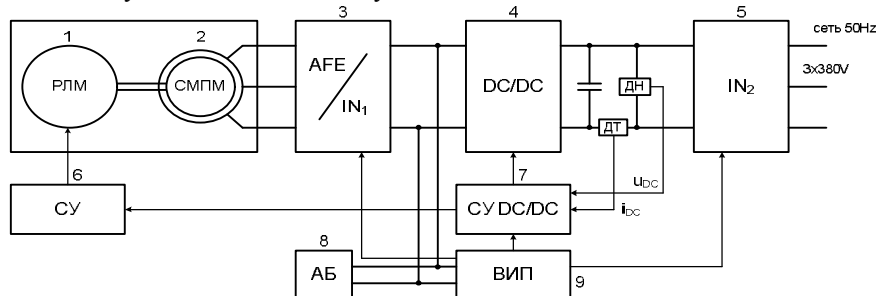 1
2
3
4
5
РЛМ
СМПМ
AFE
IN₁
DC/DC
ДН
ДТ
IN₂
сеть 50Hz
3x380V
6
7
СУ
СУ DC/DC
uDC
iDC
8
АБ
ВИП
9